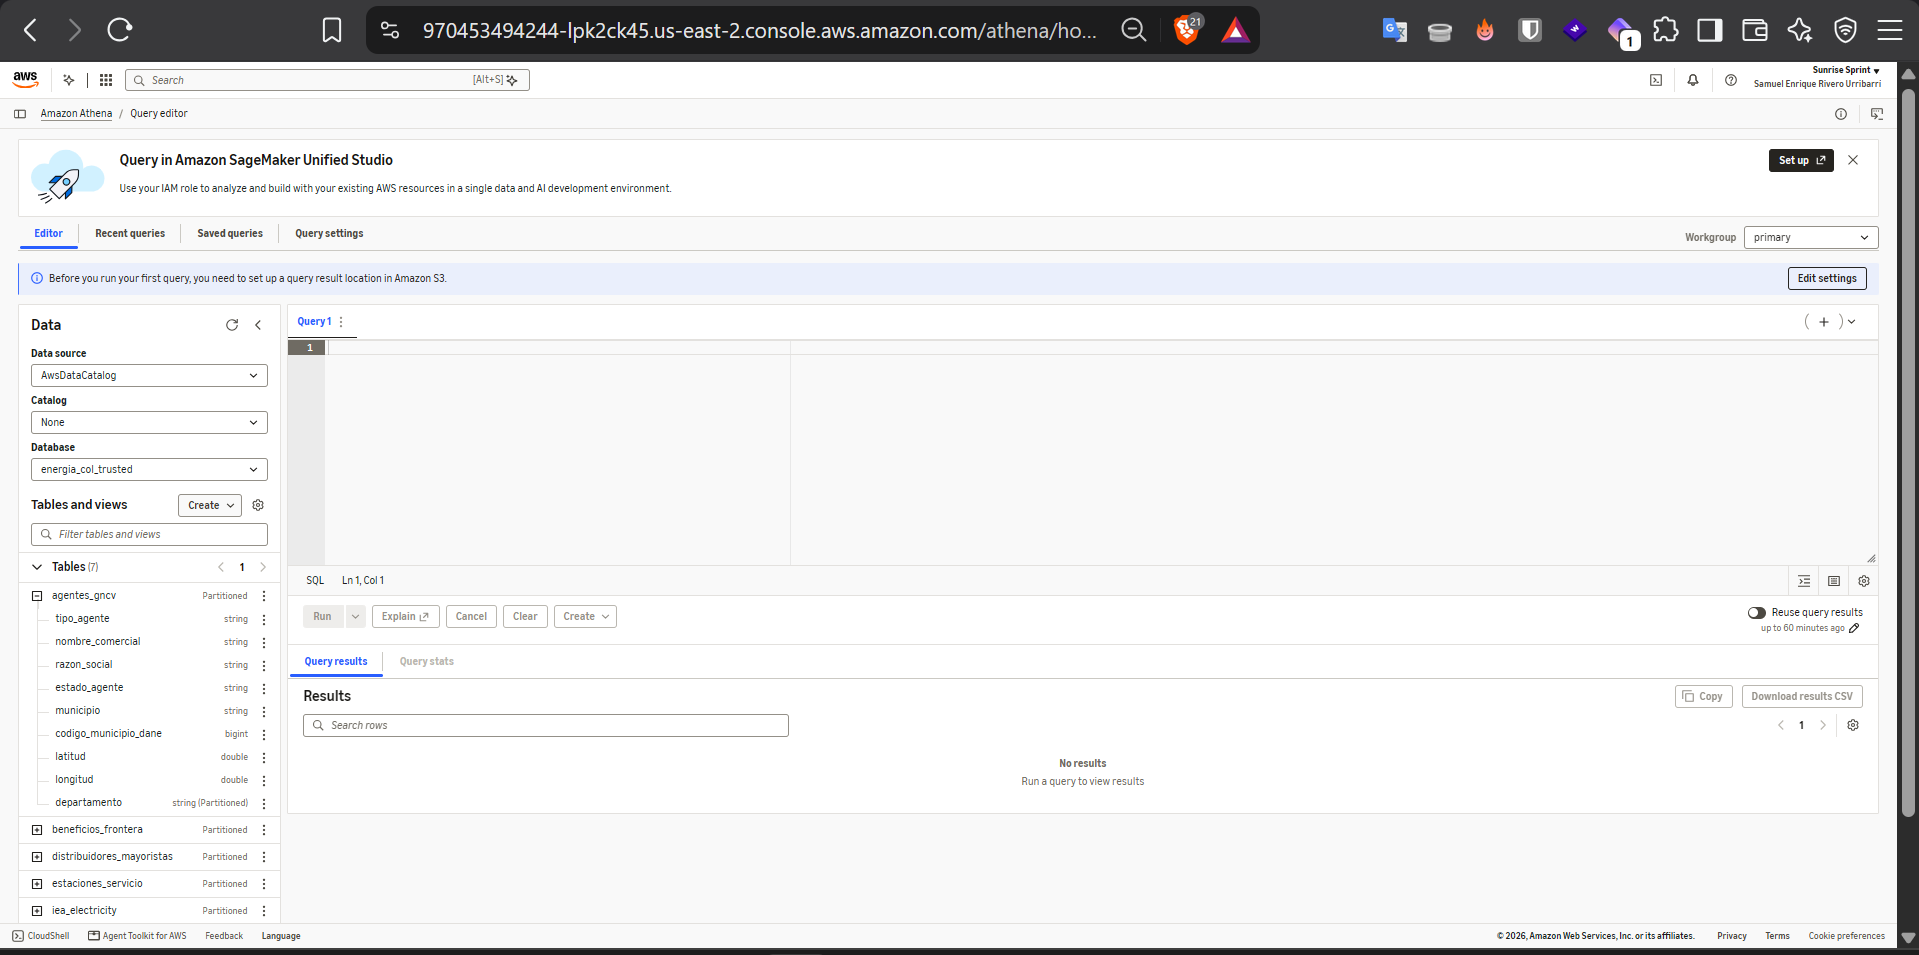 970453494244-lpk2ck45.us-east-2.console.aws.amazon.com/athena/ho...
21
1
aws
Search
[Alt+S]
Sunrise Sprint
Samuel Enrique Rivero Urribarri
Amazon Athena / Query editor
Query in Amazon SageMaker Unified Studio
Use your IAM role to analyze and build with your existing AWS resources in a single data and AI development environment.
Set up
Editor
Recent queries
Saved queries
Query settings
Workgroup
primary
Before you run your first query, you need to set up a query result location in Amazon S3.
Edit settings
Data
Data source
AwsDataCatalog
Catalog
None
Database
energia_col_trusted
Tables and views
Create
Filter tables and views
Tables (7)
1
agentes_gncv Partitioned
tipo_agente string
nombre_comercial string
razon_social string
estado_agente string
municipio string
codigo_municipio_dane bigint
latitud double
longitud double
departamento string (Partitioned)
beneficios_frontera Partitioned
distribuidores_mayoristas Partitioned
estaciones_servicio Partitioned
iea_electricity Partitioned
Query 1
1
SQL Ln 1, Col 1
Run
Explain
Cancel
Clear
Create
Reuse query results
up to 60 minutes ago
Query results
Query stats
Results
Copy
Download results CSV
Search rows
1
No results
Run a query to view results
CloudShell
Agent Toolkit for AWS
Feedback
Language
© 2026, Amazon Web Services, Inc. or its affiliates.
Privacy
Terms
Cookie preferences